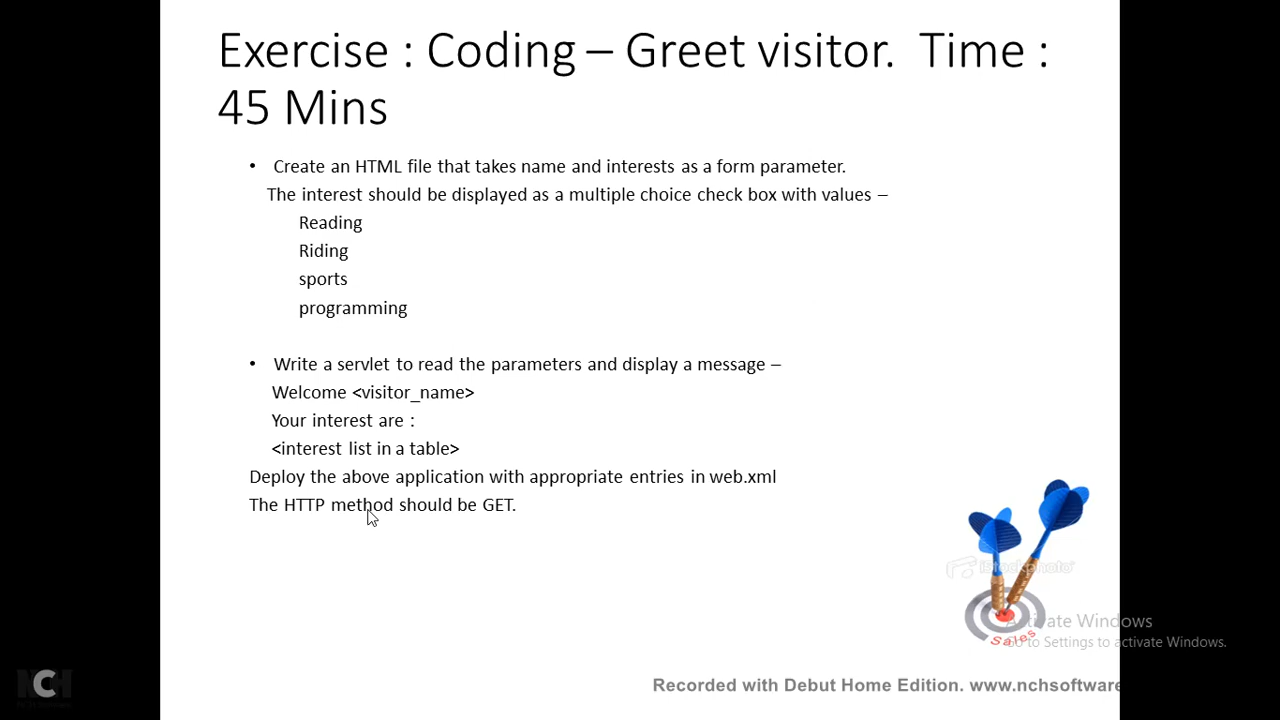 Exercise : Coding – Greet visitor.  Time :
45 Mins
• Create an HTML file that takes name and interests as a form parameter.
The interest should be displayed as a multiple choice check box with values –
Reading
Riding
sports
programming
• Write a servlet to read the parameters and display a message –
Welcome <visitor_name>
Your interest are :
<interest list in a table>
Deploy the above application with appropriate entries in web.xml
The HTTP method should be GET.
iStockphoto
Sales
Activate Windows
Go to Settings to activate Windows.
NCH
Recorded with Debut Home Edition. www.nchsoftware